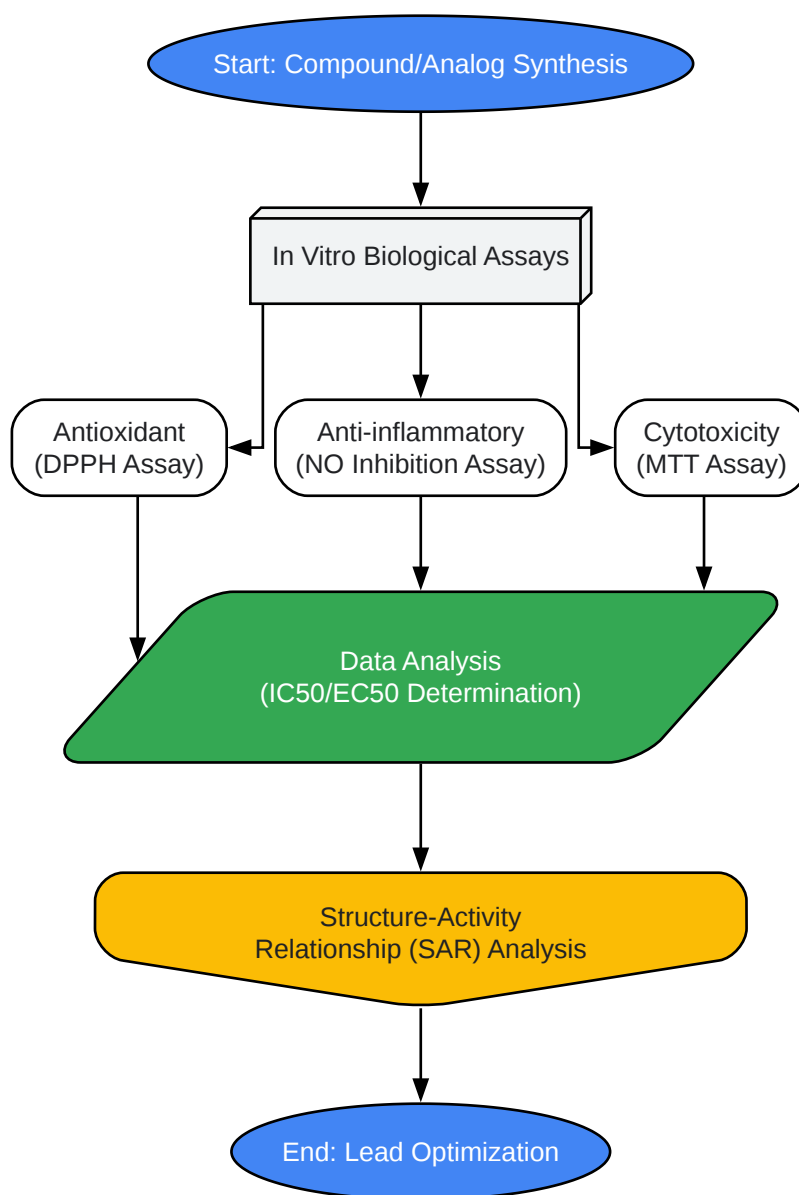 Start: Compound/Analog Synthesis
In Vitro Biological Assays
Antioxidant
(DPPH Assay)
Anti-inflammatory
(NO Inhibition Assay)
Cytotoxicity
(MTT Assay)
Data Analysis
(IC50/EC50 Determination)
Structure-Activity
Relationship (SAR) Analysis
End: Lead Optimization